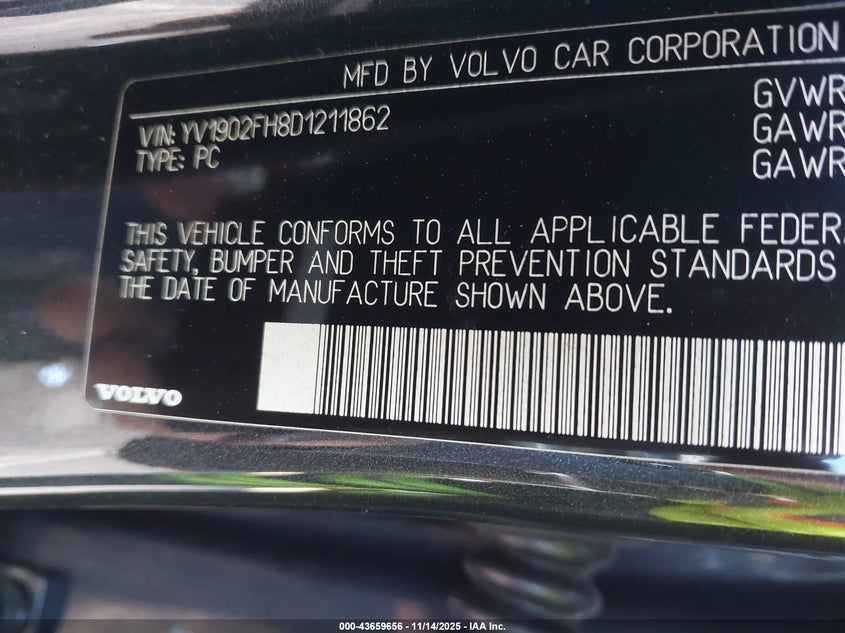 MFD BY VOLVO CAR CORPORATION
GVWR
VIN: YV1902FH8D1211862
GAWR
TYPE: PC
GAWR
THIS VEHICLE CONFORMS TO ALL APPLICABLE FEDER
SAFETY, BUMPER AND THEFT PREVENTION STANDARDS
THE DATE OF MANUFACTURE SHOWN ABOVE.
VOLVO
000-43659656 - 11/14/2025 - IAA Inc.